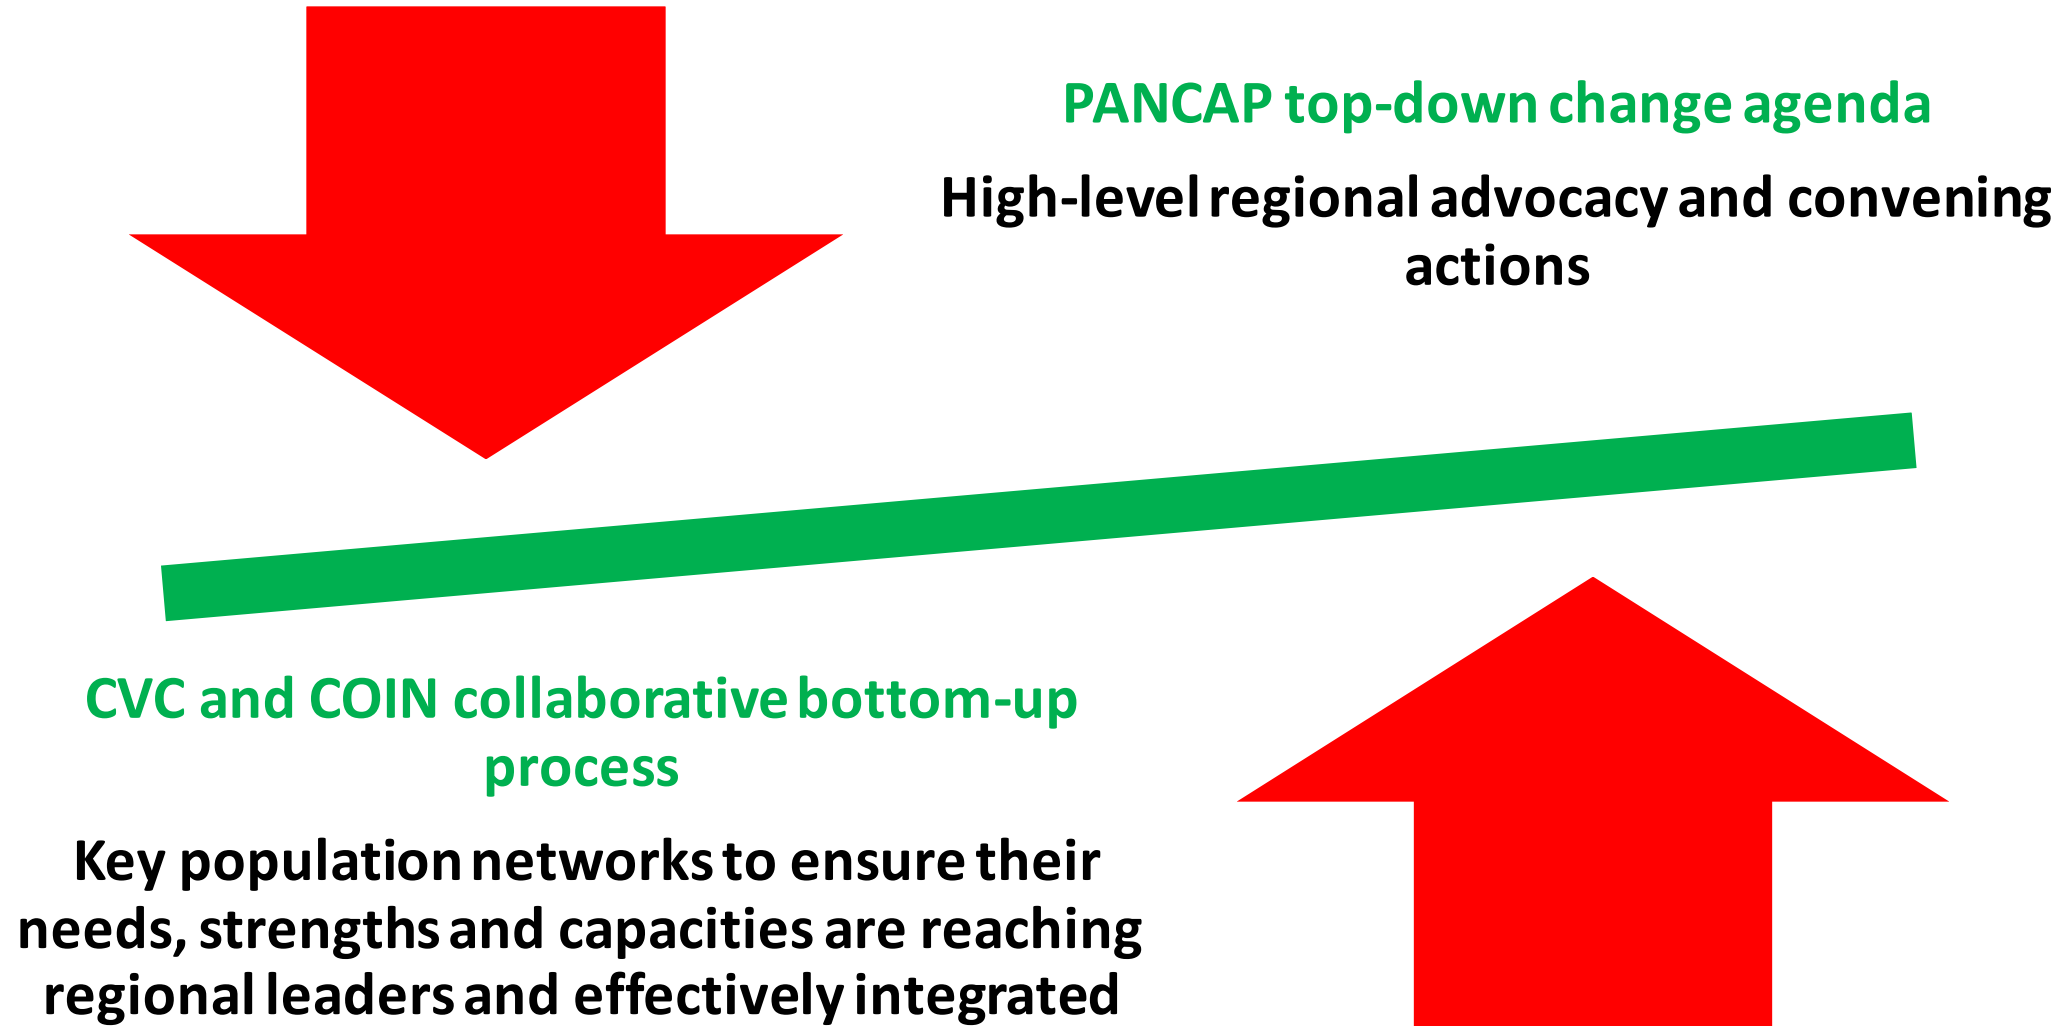 PANCAP top-down change agenda
High-level regional advocacy and convening
actions
CVC and COIN collaborative bottom-up
process
Key population networks to ensure their
needs, strengths and capacities are reaching
regional leaders and effectively integrated